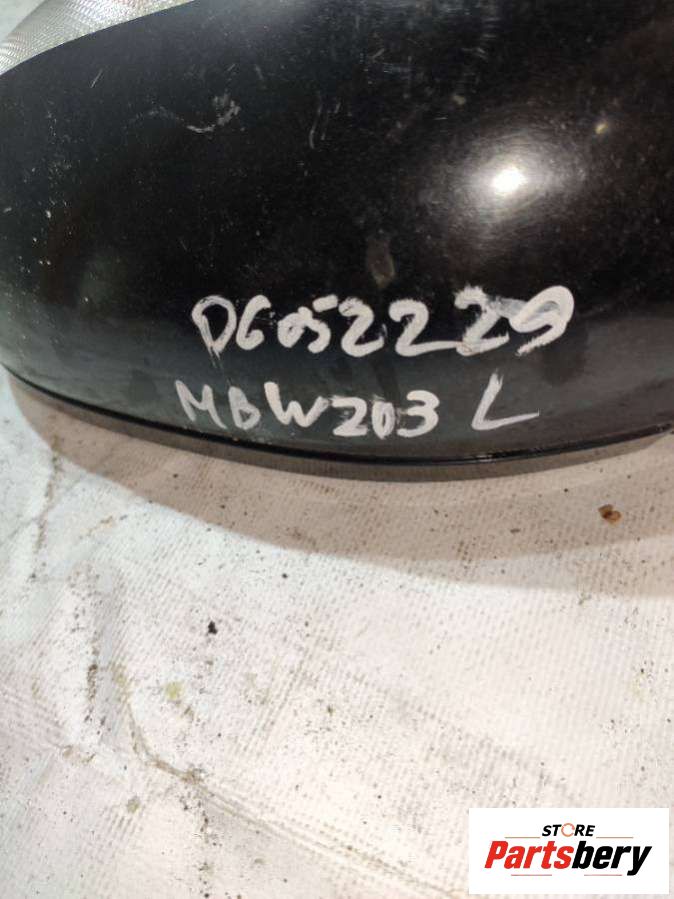 DG052229
MBW203 L
STORE
Partsbery